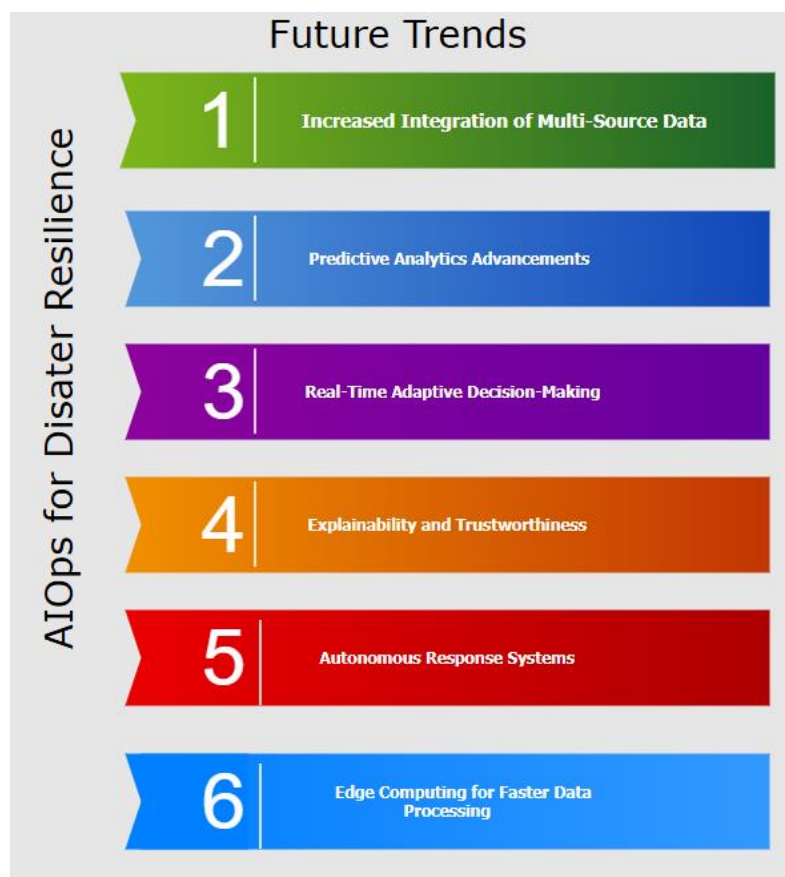 Future Trends
AIOps for Disater Resilience
1
Increased Integration of Multi-Source Data
2
Predictive Analytics Advancements
3
Real-Time Adaptive Decision-Making
4
Explainability and Trustworthiness
5
Autonomous Response Systems
6
Edge Computing for Faster Data
Processing